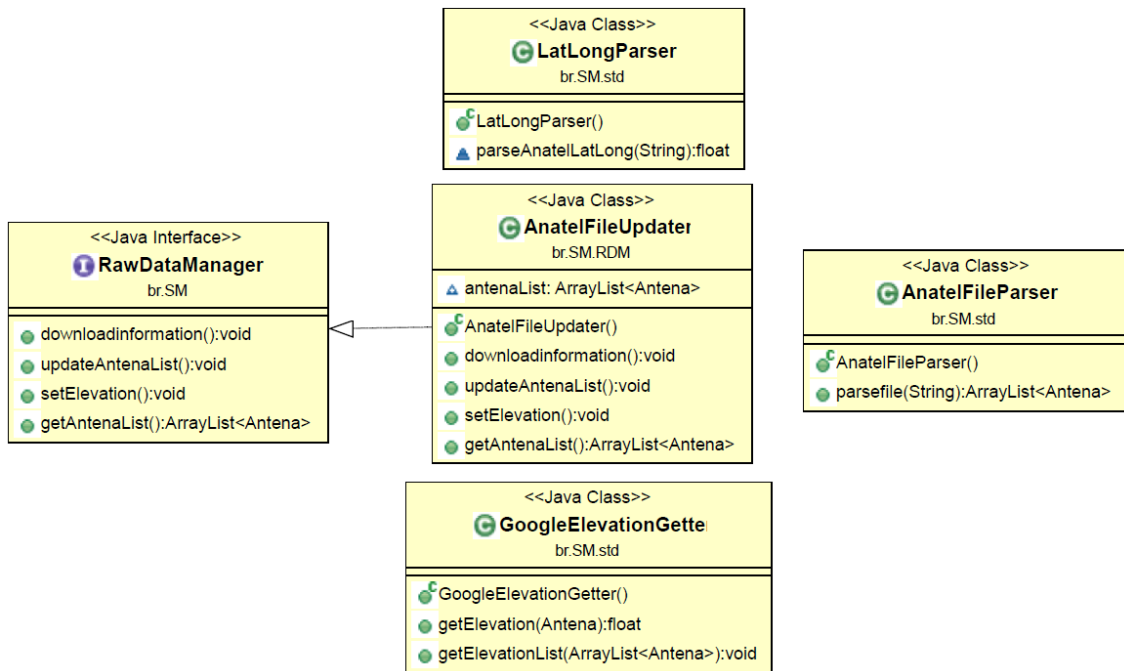 <<Java Class>>
LatLongParser
br.SM.std
LatLongParser()
parseAnatelLatLong(String):float
<<Java Interface>>
RawDataManager
br.SM
downloadinformation():void
updateAntenaList():void
setElevation():void
getAntenaList():ArrayList<Antena>
<<Java Class>>
AnatelFileUpdater
br.SM.RDM
antenaList: ArrayList<Antena>
AnatelFileUpdater()
downloadinformation():void
updateAntenaList():void
setElevation():void
getAntenaList():ArrayList<Antena>
<<Java Class>>
AnatelFileParser
br.SM.std
AnatelFileParser()
parsefile(String):ArrayList<Antena>
<<Java Class>>
GoogleElevationGette
br.SM.std
GoogleElevationGetter()
getElevation(Antena):float
getElevationList(ArrayList<Antena>):void